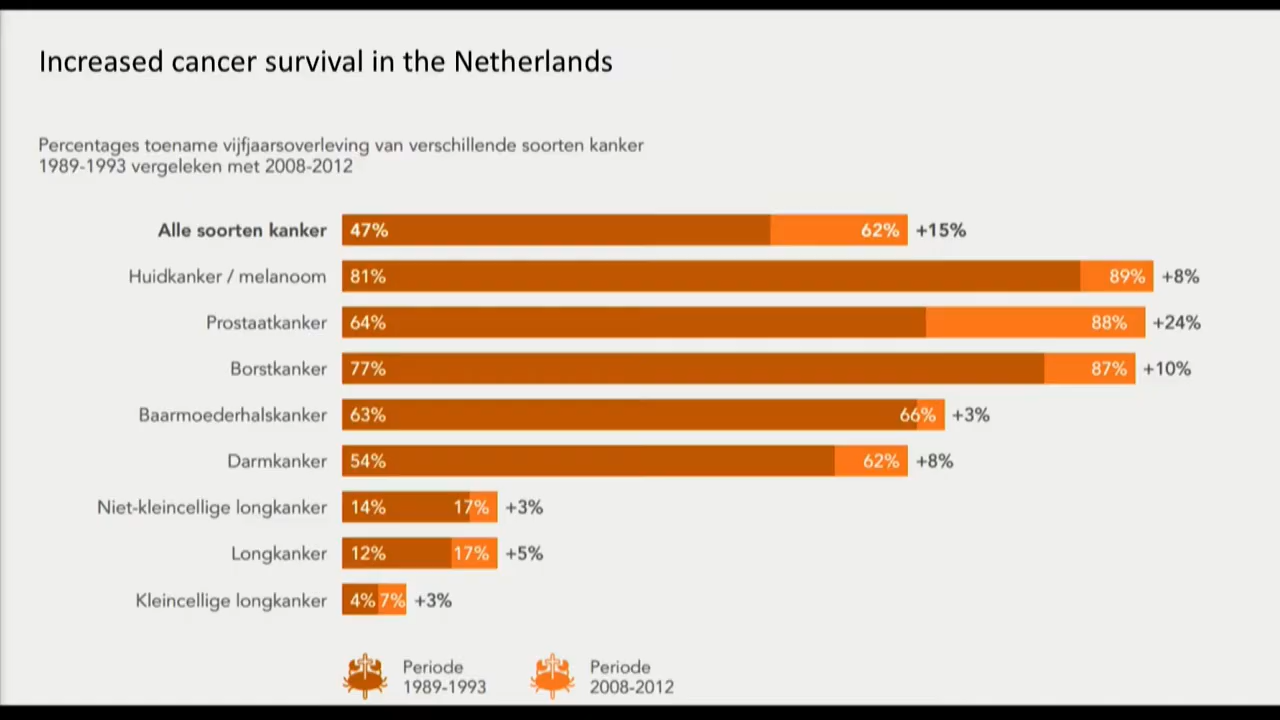 Increased cancer survival in the Netherlands
Percentages toename vijfjaarsoverleving van verschillende soorten kanker
1989-1993 vergeleken met 2008-2012
Alle soorten kanker 47% 62% +15%
Huidkanker / melanoom 81% 89% +8%
Prostaatkanker 64% 88% +24%
Borstkanker 77% 87% +10%
Baarmoederhalskanker 63% 66% +3%
Darmkanker 54% 62% +8%
Niet-kleincellige longkanker 14% 17% +3%
Longkanker 12% 17% +5%
Kleincellige longkanker 4% 7% +3%
Periode
1989-1993
Periode
2008-2012